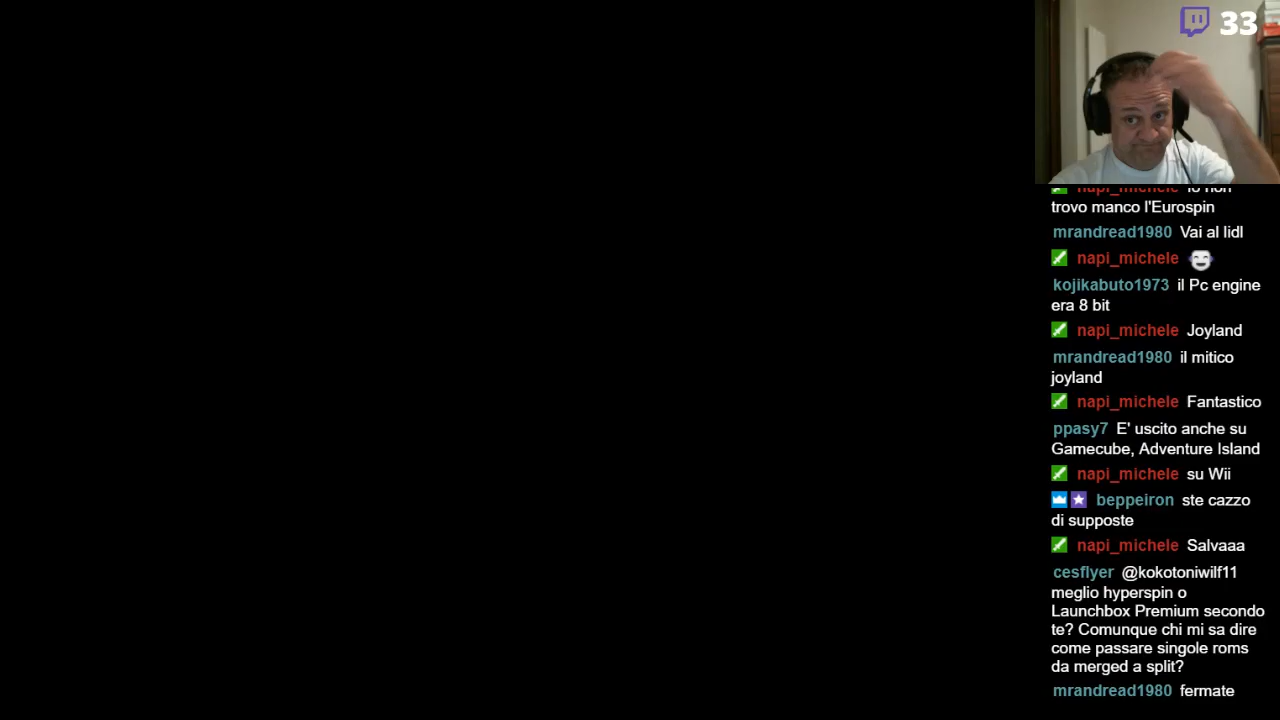 33
napi_michele Io non
trovo manco l'Eurospin
mrandread1980 Vai al lidl
napi_michele
kojikabuto1973 il Pc engine
era 8 bit
napi_michele Joyland
mrandread1980 il mitico
joyland
napi_michele Fantastico
ppasy7 E' uscito anche su
Gamecube, Adventure Island
napi_michele su Wii
beppeiron ste cazzo
di supposte
napi_michele Salvaaa
cesflyer @kokotoniwilf11
meglio hyperspin o
Launchbox Premium secondo
te? Comunque chi mi sa dire
come passare singole roms
da merged a split?
mrandread1980 fermate